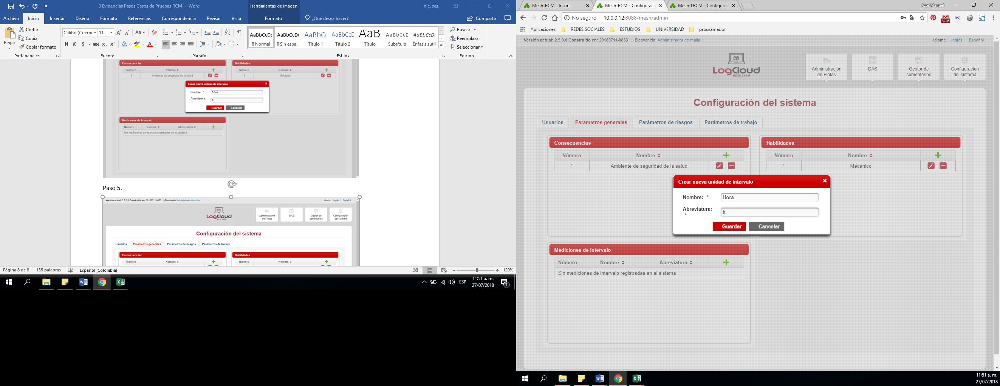 3 Evidencias Pasos Casos de Pruebas RCM - Word
Herramientas de imagen
Inic. ses.
Archivo
Inicio
Insertar
Diseño
Formato
Referencias
Correspondencia
Revisar
Vista
Formato
¿Qué desea hacer?
Compartir
Pegar
Cortar
Copiar
Copiar formato
Portapapeles
Calibri (Cuerpo 11
N K S abc x₂ x²
Fuente
Párrafo
AaBbCcDc AaBbCcDc AaBbC( AaBbCcE AaB AaBbCcD AaBbCcDt
¶ Normal ¶ Sin espa... Título 1 Título 2 Título Subtítulo Énfasis sutil
Estilos
Buscar
Reemplazar
Seleccionar
Edición
Consecuencias
Número Nombre
1 Ambiente de seguridad de la salud
Habilidades
Número Nombre
1 Mecánico
Crear nueva unidad de intervalo
Nombre: * Años
Abreviatura: * A
Guardar Cancelar
Mediciones de intervalo
Número Nombre Abreviatura
Sin mediciones de intervalo registradas en el sistema
Paso 5.
Versión actual: 2.5.0.0 Construido en: 20180711-0833 ¡Bienvenido! Administrador de malla
Idioma: Inglés Español
LogCloud
MESH LRCM
Administración de Flotas
DAS
Gestor de comentarios
Configuración del sistema
Configuración del sistema
Usuarios Parametros generales Parámetros de riesgos Parámetros de trabajo
Consecuencias
Número Nombre
Habilidades
Número Nombre
Página 8 de 8 135 palabras Español (Colombia)
120%
ESP
11:51 a. m.
27/07/2018
1
Mesh-RCM - Inicio
Mesh-RCM - Configuraci
Mesh-LRCM - Configurac
Jose Manuel
No seguro 10.0.0.12:8088/mesh/admin
5226
Aplicaciones REDES SOCIALES ESTUDIOS UNIVERSIDAD programador
Versión actual: 2.5.0.0 Construido en: 20180711-0833 ¡Bienvenido! Administrador de malla
Idioma: Inglés Español
LogCloud
MESH LRCM
Administración de Flotas
DAS
Gestor de comentarios
Configuración del sistema
Configuración del sistema
Usuarios Parametros generales Parámetros de riesgos Parámetros de trabajo
Consecuencias
Número Nombre
1 Ambiente de seguridad de la salud
Habilidades
Número Nombre
1 Mecánico
Crear nueva unidad de intervalo
Nombre: * Hora
Abreviatura: * h
Guardar Cancelar
Mediciones de intervalo
Número Nombre Abreviatura
Sin mediciones de intervalo registradas en el sistema
11:51 a. m.
27/07/2018